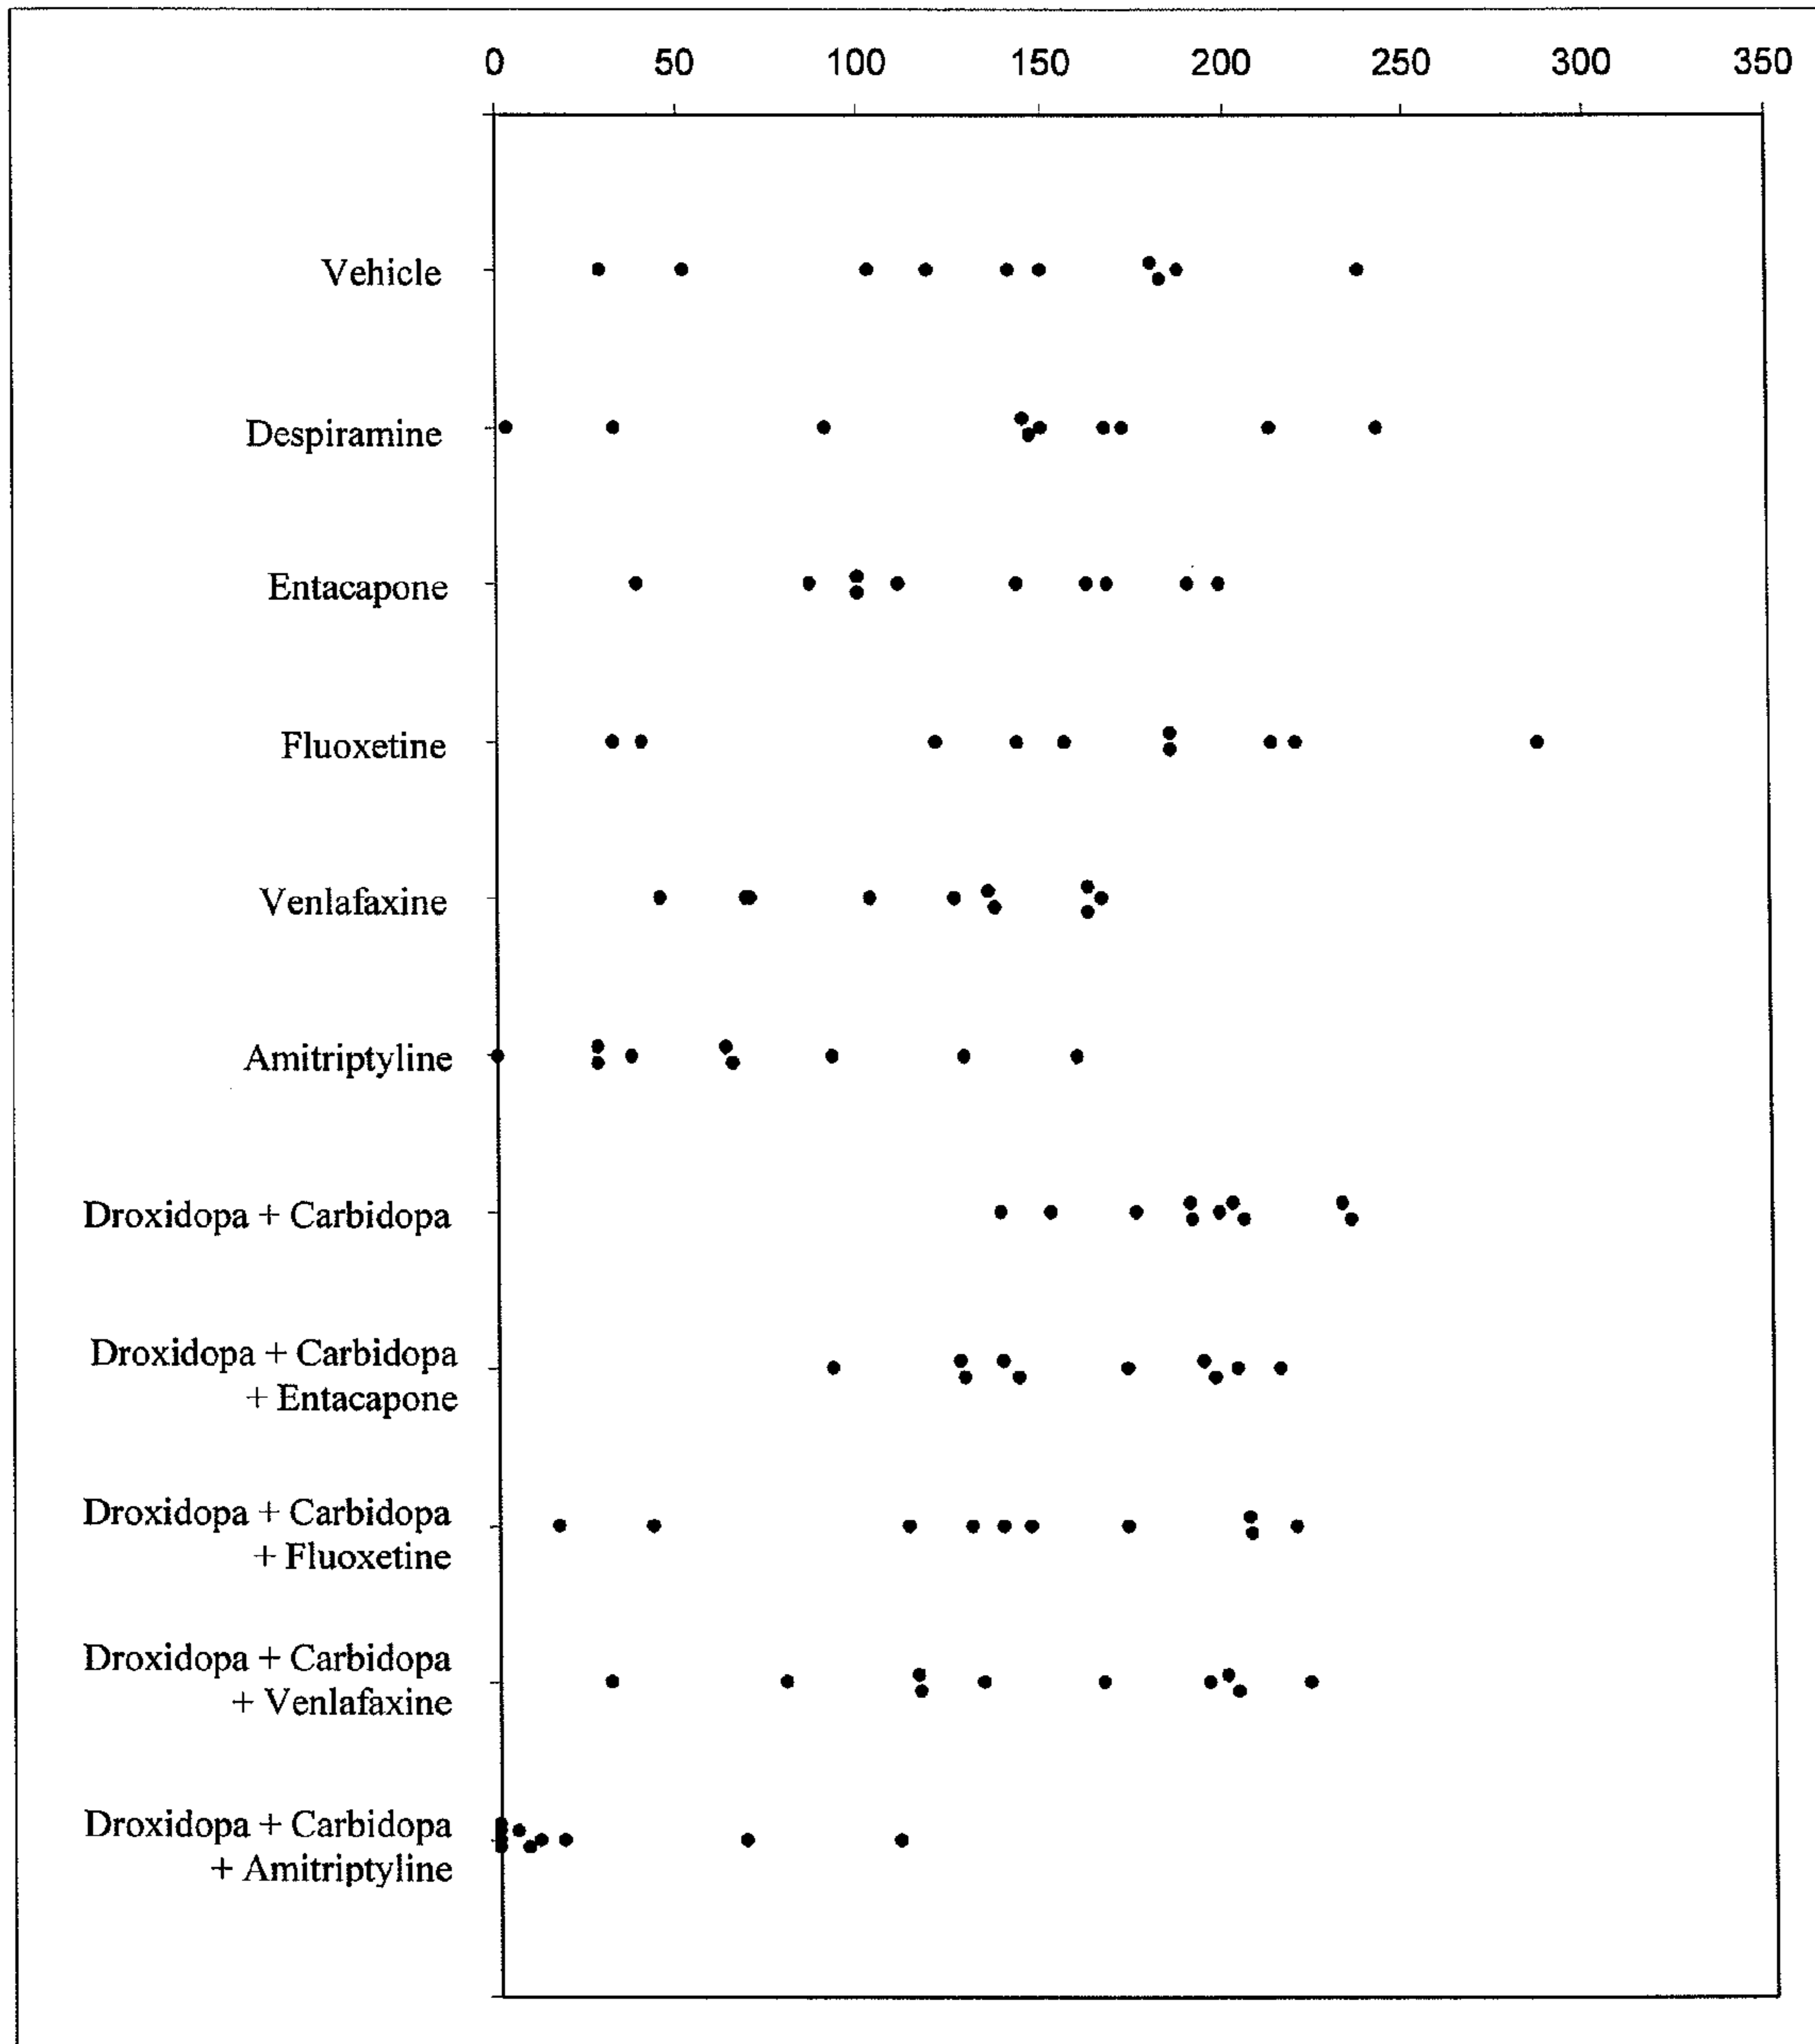 0 50 100 150 200 250 300 350
Vehicle
Despiramine
Entacapone
Fluoxetine
Venlafaxine
Amitriptyline
Droxidopa + Carbidopa
Droxidopa + Carbidopa
+ Entacapone
Droxidopa + Carbidopa
+ Fluoxetine
Droxidopa + Carbidopa
+ Venlafaxine
Droxidopa + Carbidopa
+ Amitriptyline